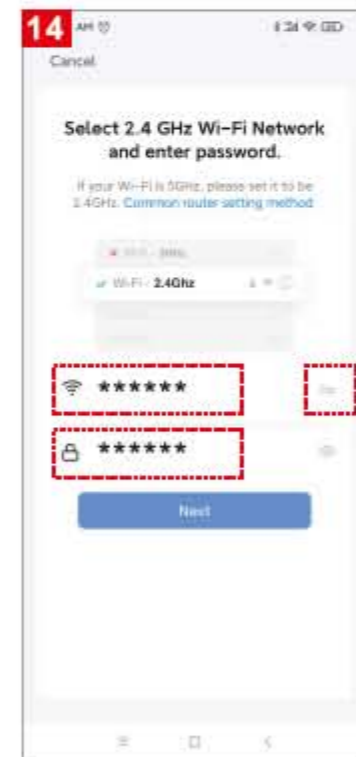 14 AM
Cancel
Select 2.4 GHz Wi-Fi Network
and enter password.
If your Wi-Fi is 5GHz, please set it to be
2.4GHz. Common router setting method
Wi-Fi - 2.4Ghz
******
******
Next